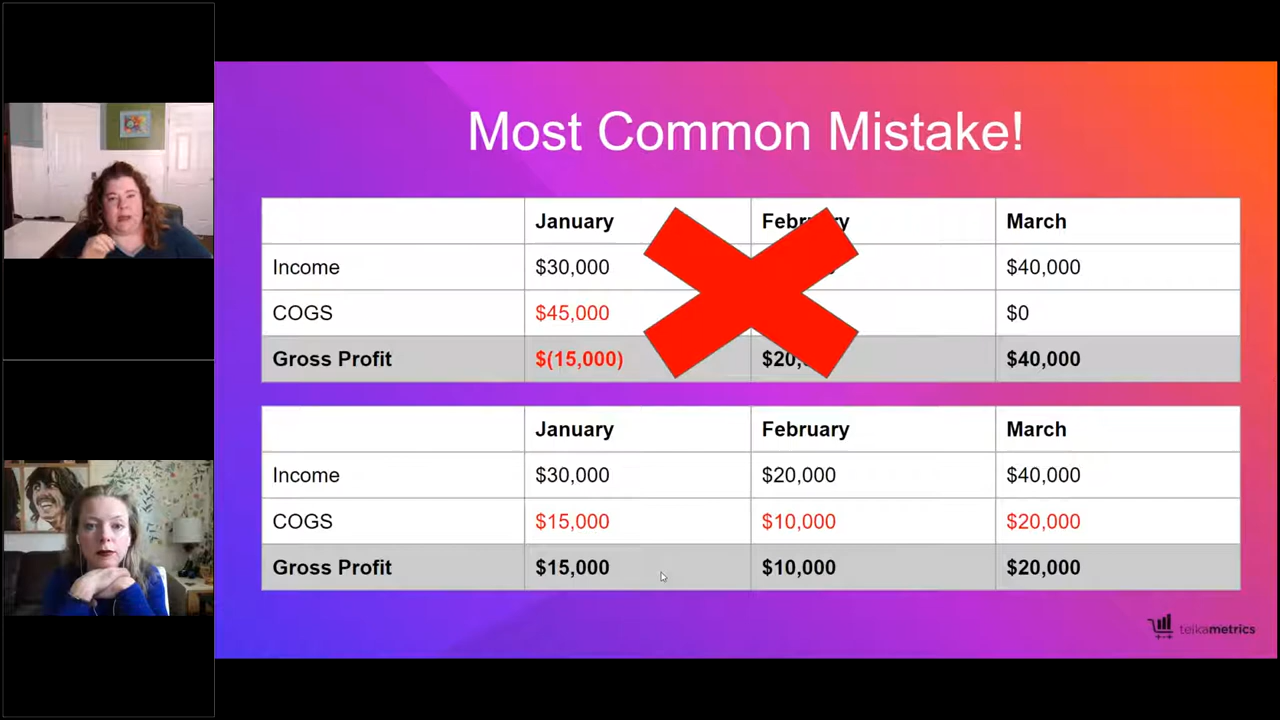 Most Common Mistake!
January March
Income $30,000 $40,000
COGS $45,000 $0
Gross Profit $(15,000) $40,000
January February March
Income $30,000 $20,000 $40,000
COGS $15,000 $10,000 $20,000
Gross Profit $15,000 $10,000 $20,000
teikametrics